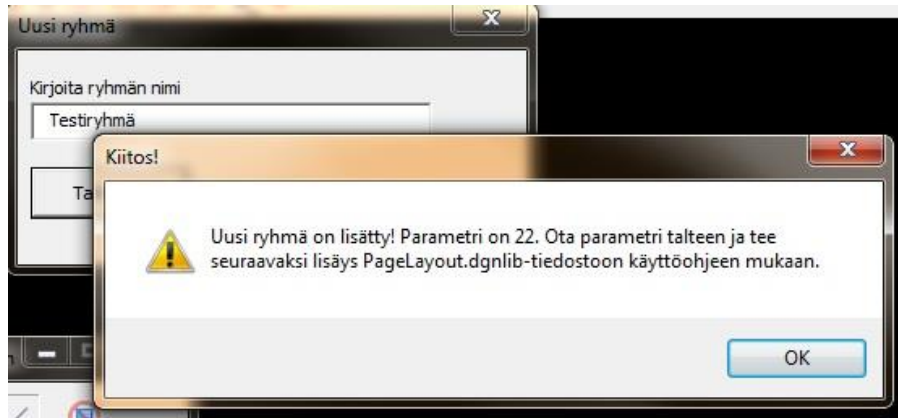 Uusi ryhmä
Kirjoita ryhmän nimi
Testiryhmä
Kiitos!
Uusi ryhmä on lisätty! Parametri on 22. Ota parametri talteen ja tee
seuraavaksi lisäys PageLayout.dgnlib-tiedostoon käyttöohjeen mukaan.
OK